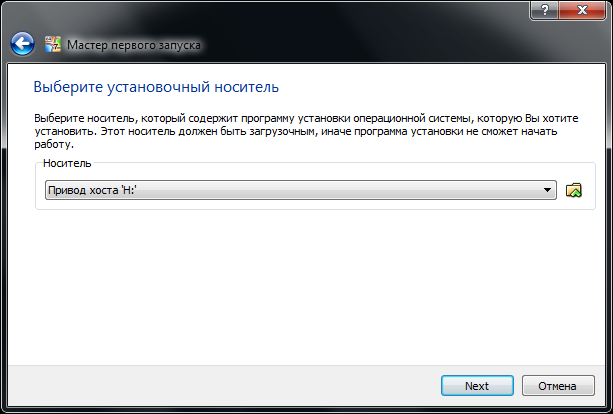 Мастер первого запуска
Выберите установочный носитель
Выберите носитель, который содержит программу установки операционной системы, которую Вы хотите
установить. Этот носитель должен быть загрузочным, иначе программа установки не сможет начать
работу.
Носитель
Привод хоста 'H:'
Next
Отмена